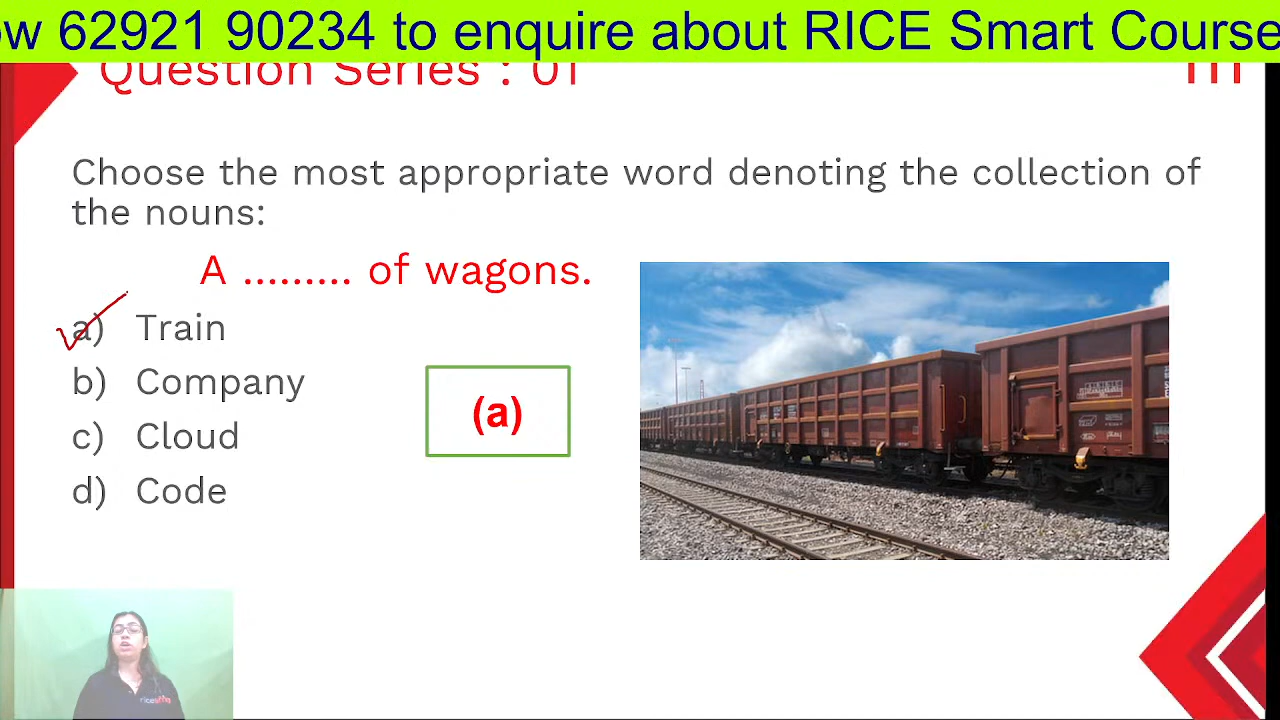 ow 62921 90234 to enquire about RICE Smart Course
Question Series : 01
Choose the most appropriate word denoting the collection of
the nouns:
A ......... of wagons.
a) Train
b) Company
(a)
c) Cloud
d) Code